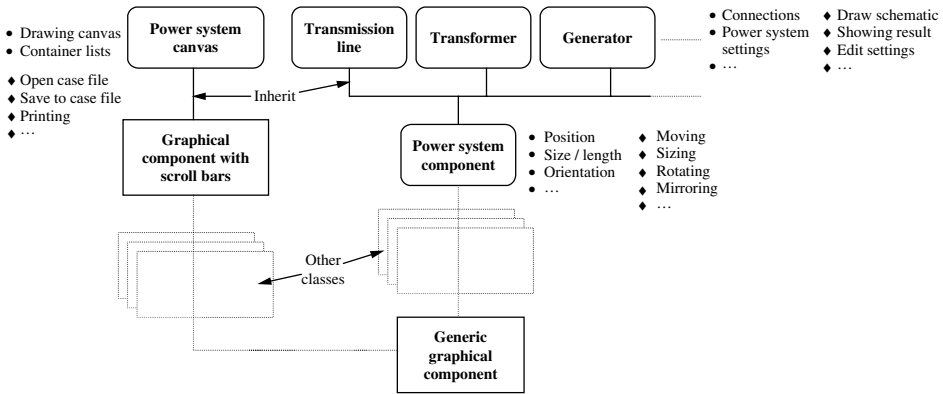 • Drawing canvas
• Container lists
♦ Open case file
♦ Save to case file
♦ Printing
♦ …
Power system
canvas
Transmission
line
Transformer
Generator
• Connections
• Power system
settings
• …
♦ Draw schematic
♦ Showing result
♦ Edit settings
♦ …
Inherit
Graphical
component with
scroll bars
Power system
component
• Position
• Size / length
• Orientation
• …
♦ Moving
♦ Sizing
♦ Rotating
♦ Mirroring
♦ …
Other
classes
Generic
graphical
component